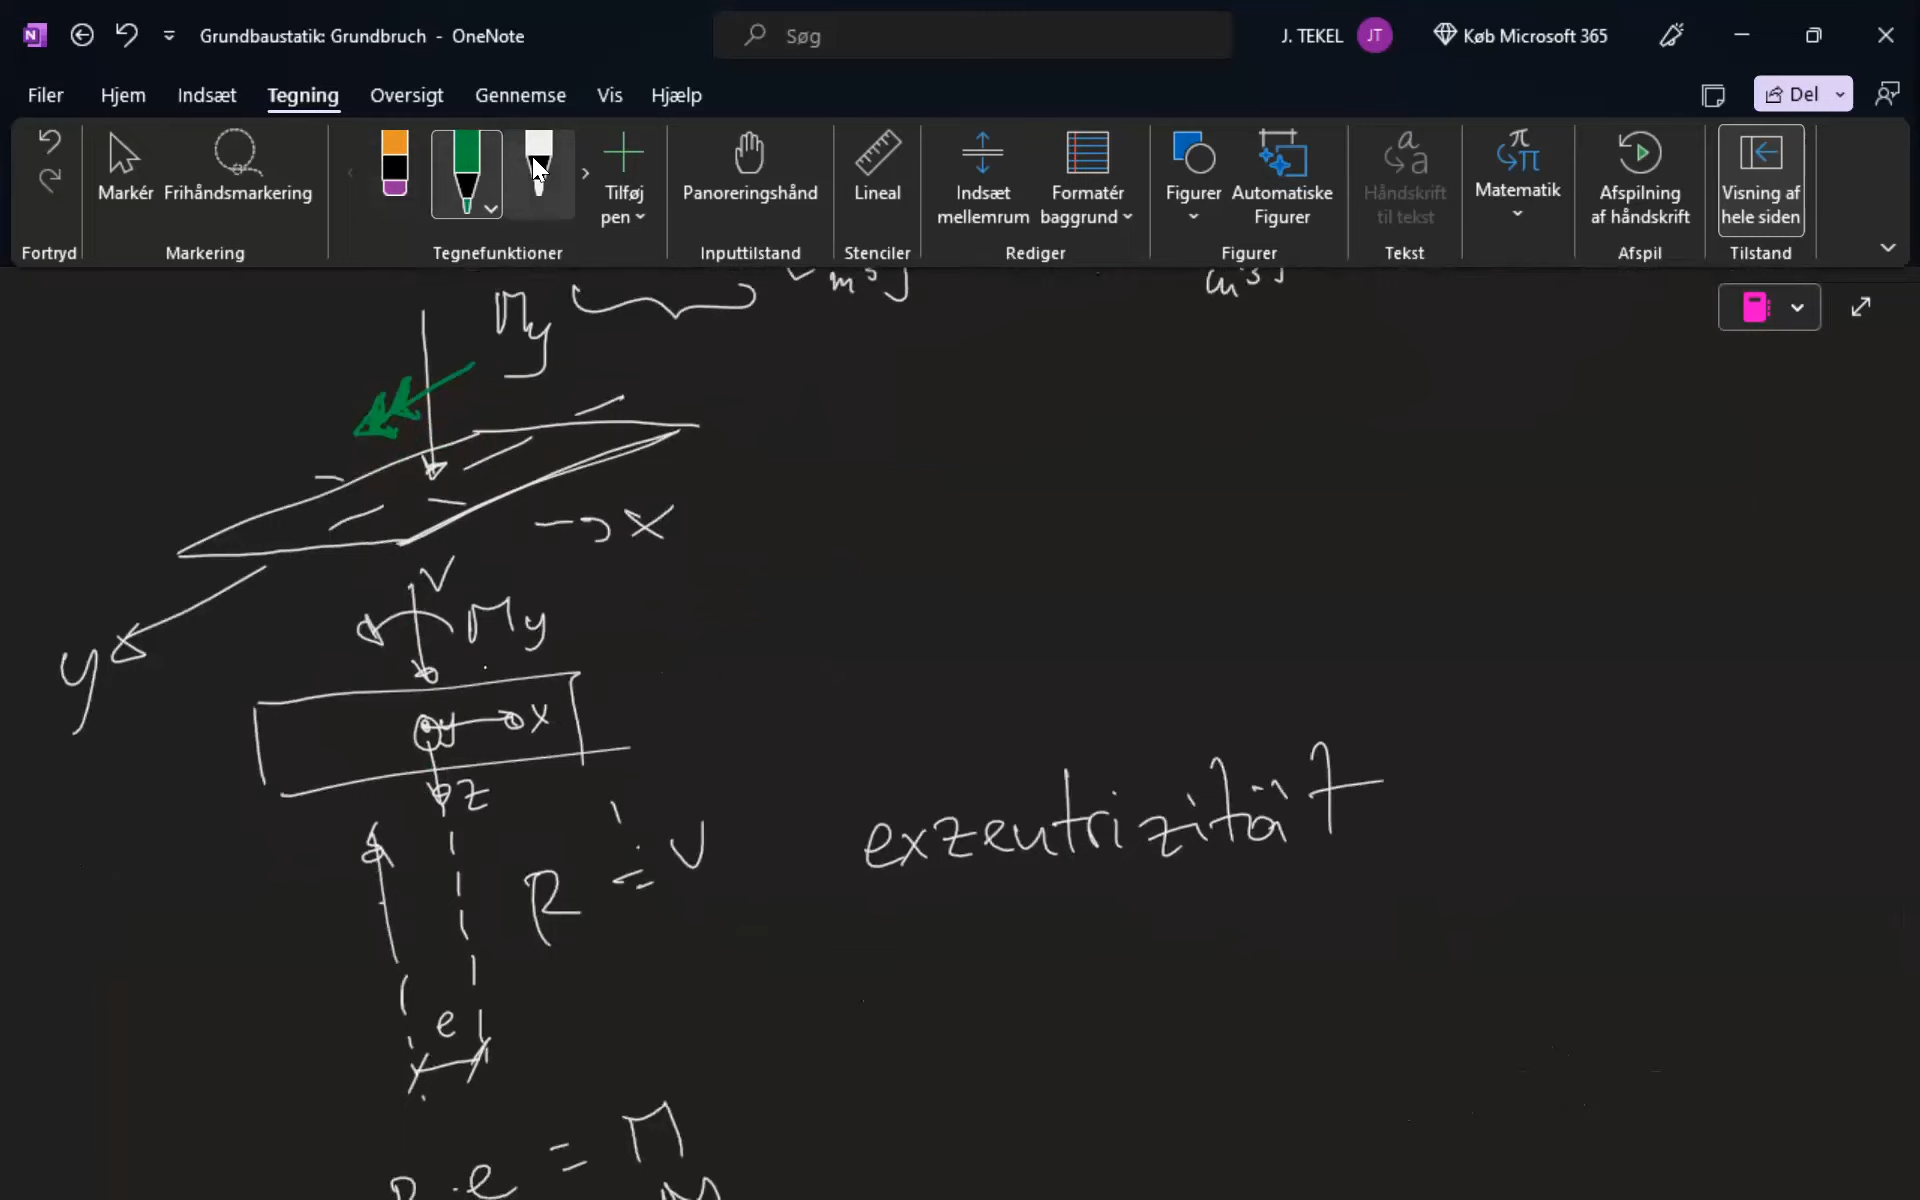 Grundbaustatik: Grundbruch - OneNote
Søg
J. TEKEL
JT
Køb Microsoft 365
Filer
Hjem
Indsæt
Tegning
Oversigt
Gennemse
Vis
Hjælp
Del
Markér
Frihåndsmarkering
Tilføj
pen
Panoreringshånd
Lineal
Indsæt
mellemrum
Formatér
baggrund
Figurer
Automatiske
Figurer
Håndskrift
til tekst
Matematik
Afspilning
af håndskrift
Visning af
hele siden
Fortryd
Markering
Tegnefunktioner
Inputtilstand
Stenciler
Rediger
Figurer
Tekst
Afspil
Tilstand
My
m³
m³
x
V
My
y
y
x
z
R = V
exzentrizität
e
R · e = M